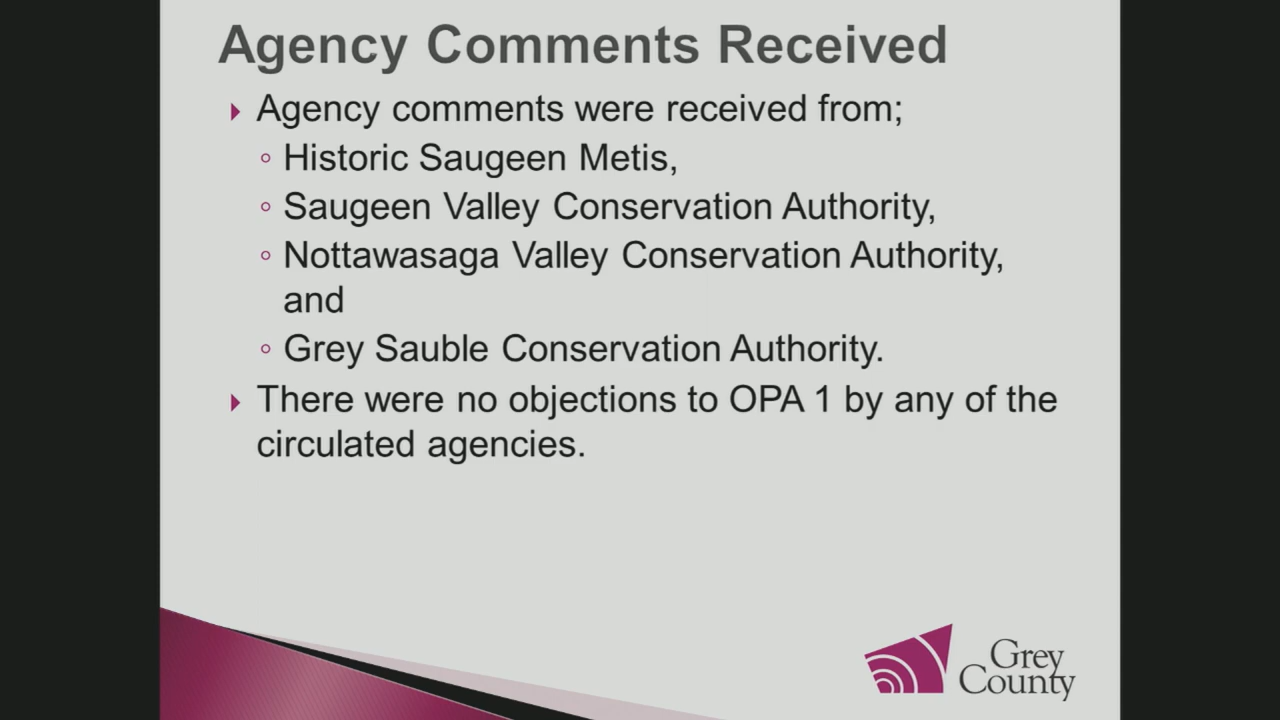 Agency Comments Received
Agency comments were received from;
Historic Saugeen Metis,
Saugeen Valley Conservation Authority,
Nottawasaga Valley Conservation Authority,
and
Grey Sauble Conservation Authority.
There were no objections to OPA 1 by any of the
circulated agencies.
Grey
County